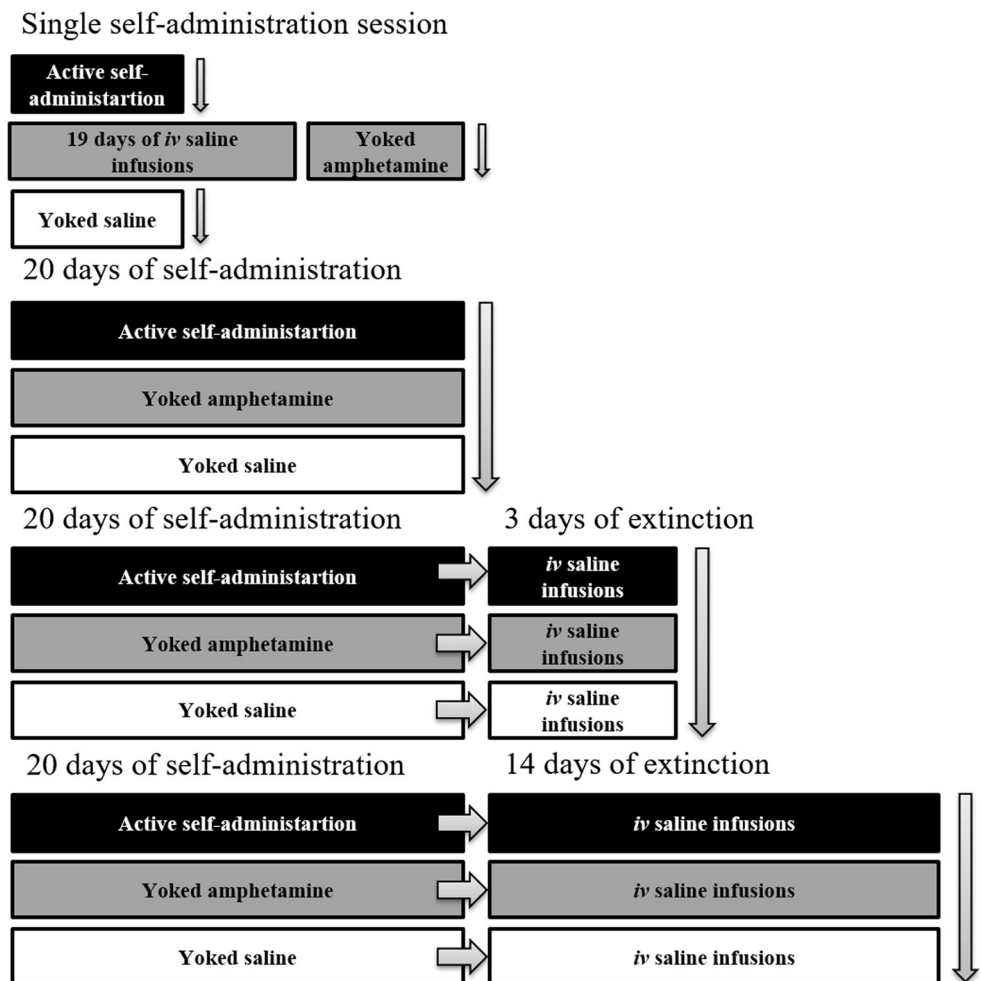 Single self-administration session
Active self-
administartion
19 days of iv saline
infusions
Yoked
amphetamine
Yoked saline
20 days of self-administration
Active self-administartion
Yoked amphetamine
Yoked saline
20 days of self-administration
3 days of extinction
Active self-administartion
iv saline
infusions
Yoked amphetamine
iv saline
infusions
Yoked saline
iv saline
infusions
20 days of self-administration
14 days of extinction
Active self-administartion
iv saline infusions
Yoked amphetamine
iv saline infusions
Yoked saline
iv saline infusions